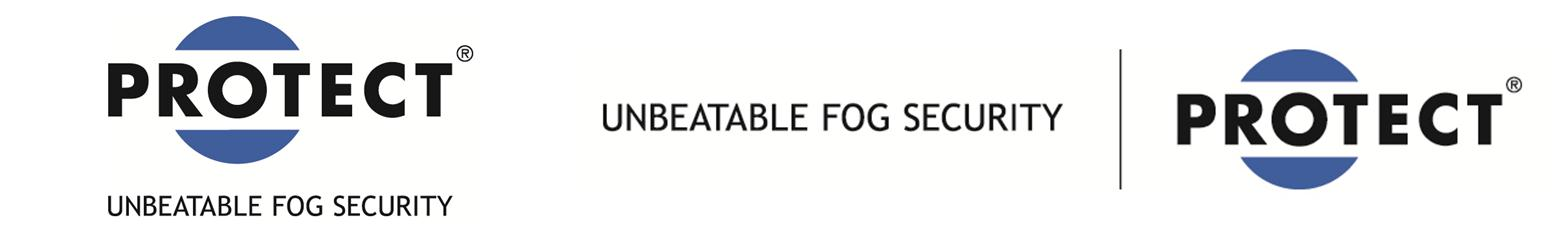 PROTECT®
UNBEATABLE FOG SECURITY
UNBEATABLE FOG SECURITY
PROTECT®